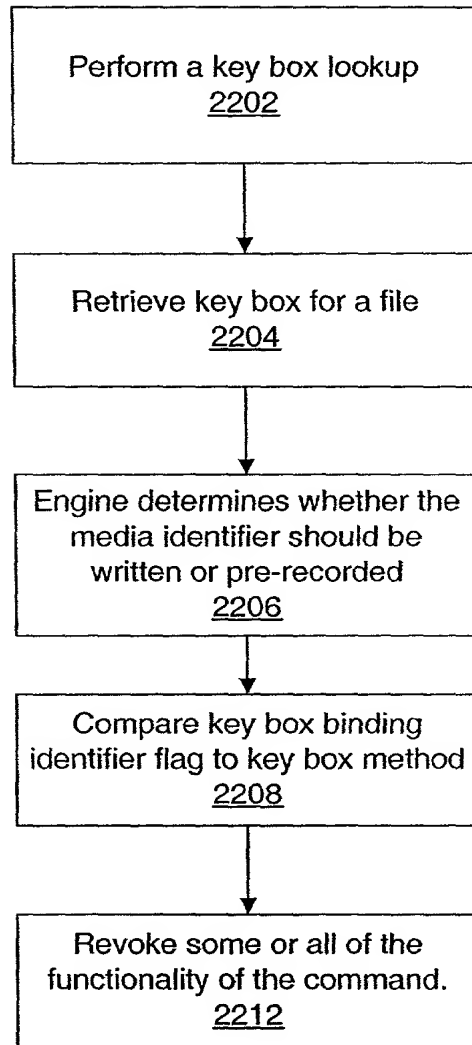 Perform a key box lookup
2202
Retrieve key box for a file
2204
Engine determines whether the
media identifier should be
written or pre-recorded
2206
Compare key box binding
identifier flag to key box method
2208
Revoke some or all of the
functionality of the command.
2212